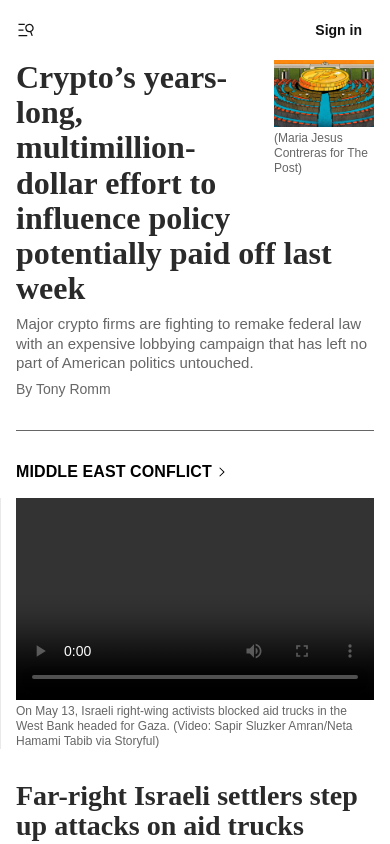 Sign in
Crypto’s years-
long,
multimillion-
dollar effort to
influence policy
potentially paid off last
week
(Maria Jesus
Contreras for The
Post)
Major crypto firms are fighting to remake federal law
with an expensive lobbying campaign that has left no
part of American politics untouched.
By Tony Romm
MIDDLE EAST CONFLICT
0:00
On May 13, Israeli right-wing activists blocked aid trucks in the
West Bank headed for Gaza. (Video: Sapir Sluzker Amran/Neta
Hamami Tabib via Storyful)
Far-right Israeli settlers step
up attacks on aid trucks